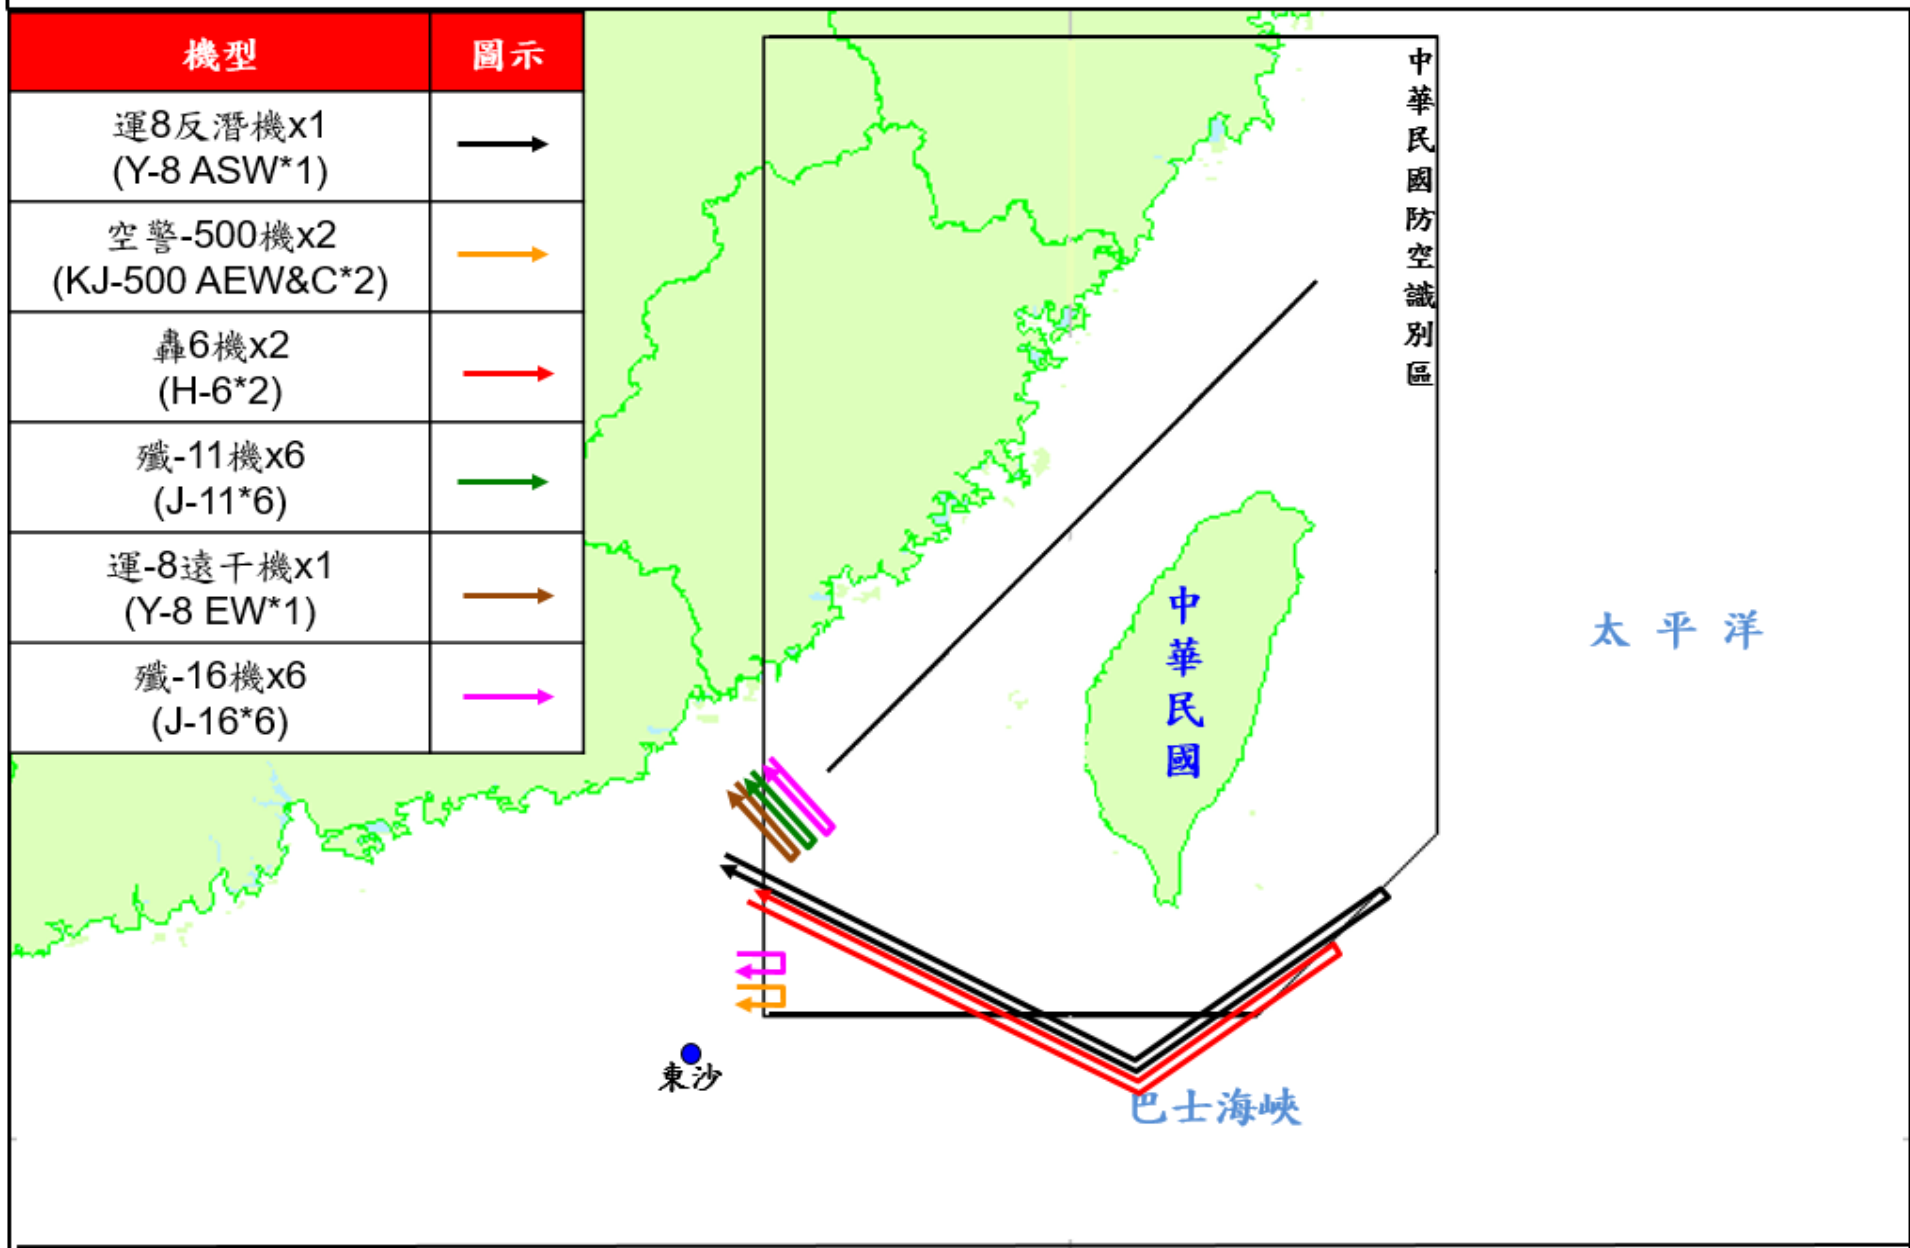 機型 圖示
運8反潛機x1
(Y-8 ASW*1)
空警-500機x2
(KJ-500 AEW&C*2)
轟6機x2
(H-6*2)
殲-11機x6
(J-11*6)
運-8遠干機x1
(Y-8 EW*1)
殲-16機x6
(J-16*6)
中華民國防空識別區
中華民國
太平洋
東沙
巴士海峽